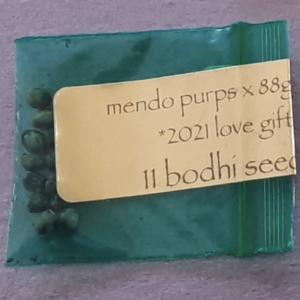 mendo purps x 88g
*2021 love gift
11 bodhi seed